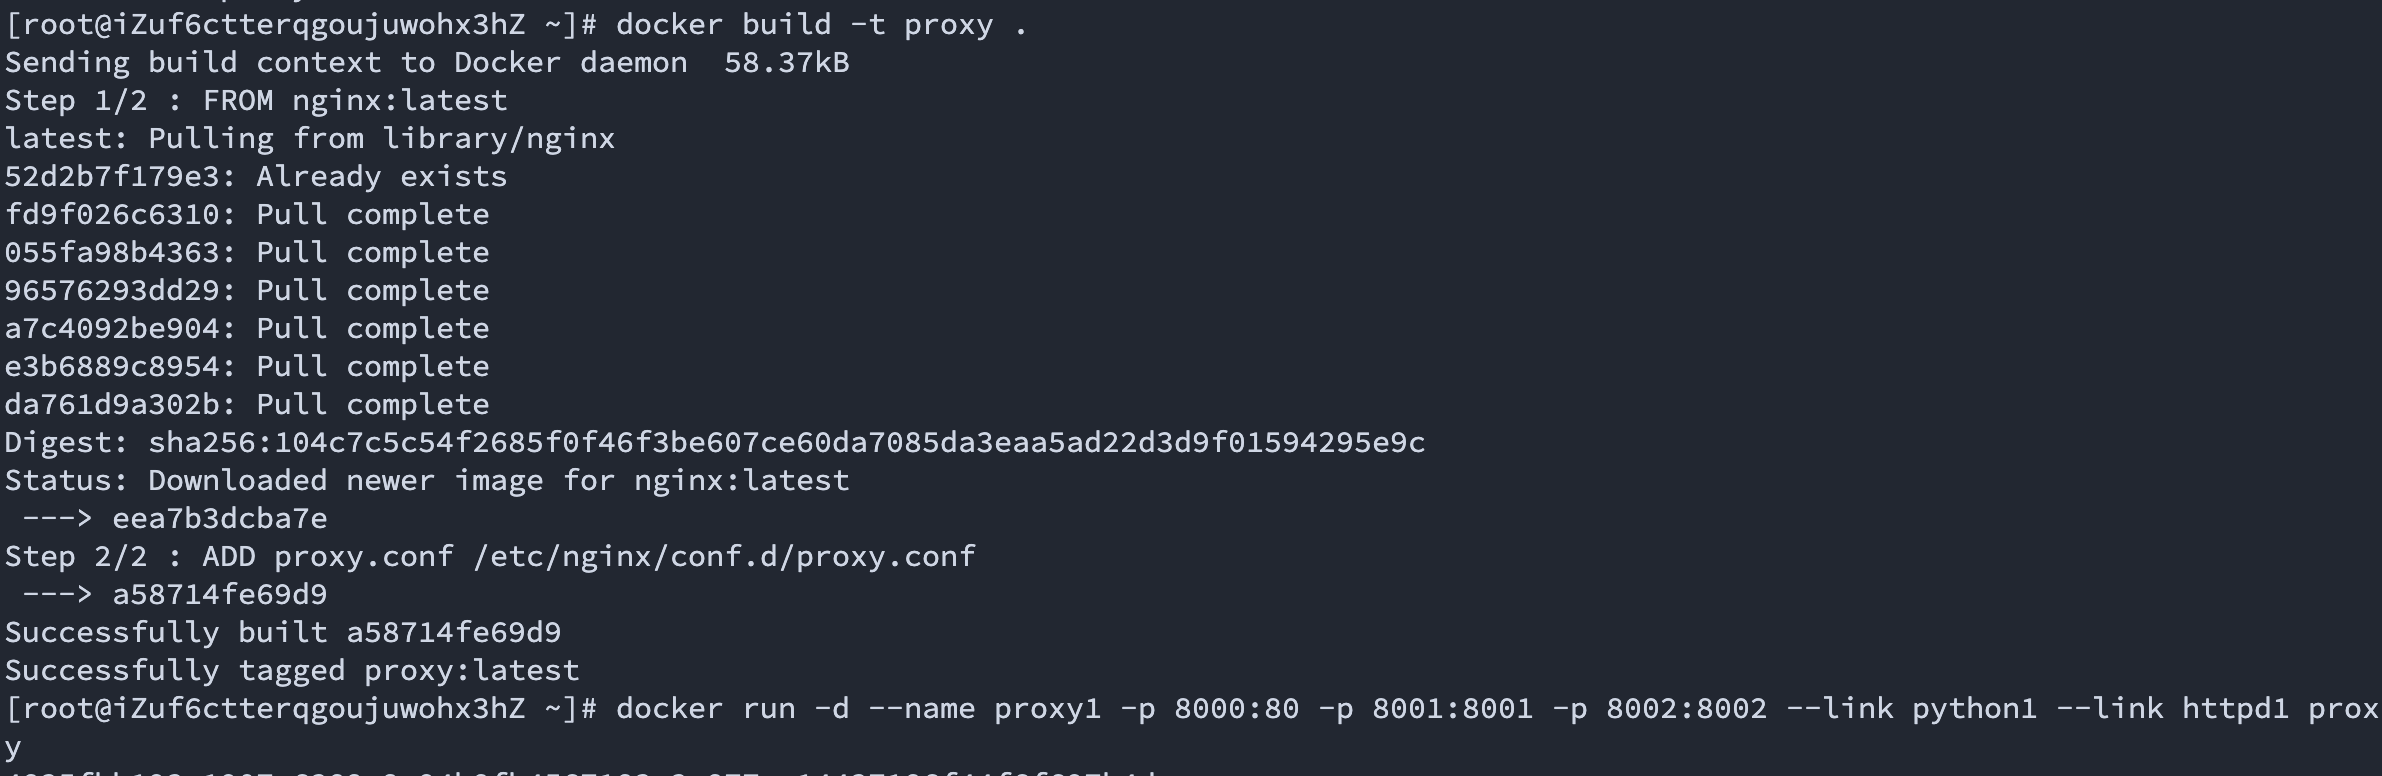 [root@iZuf6ctterqgoujuwohx3hZ ~]# docker build -t proxy .
Sending build context to Docker daemon  58.37kB
Step 1/2 : FROM nginx:latest
latest: Pulling from library/nginx
52d2b7f179e3: Already exists
fd9f026c6310: Pull complete
055fa98b4363: Pull complete
96576293dd29: Pull complete
a7c4092be904: Pull complete
e3b6889c8954: Pull complete
da761d9a302b: Pull complete
Digest: sha256:104c7c5c54f2685f0f46f3be607ce60da7085da3eaa5ad22d3d9f01594295e9c
Status: Downloaded newer image for nginx:latest
 ---> eea7b3dcba7e
Step 2/2 : ADD proxy.conf /etc/nginx/conf.d/proxy.conf
 ---> a58714fe69d9
Successfully built a58714fe69d9
Successfully tagged proxy:latest
[root@iZuf6ctterqgoujuwohx3hZ ~]# docker run -d --name proxy1 -p 8000:80 -p 8001:8001 -p 8002:8002 --link python1 --link httpd1 prox
y